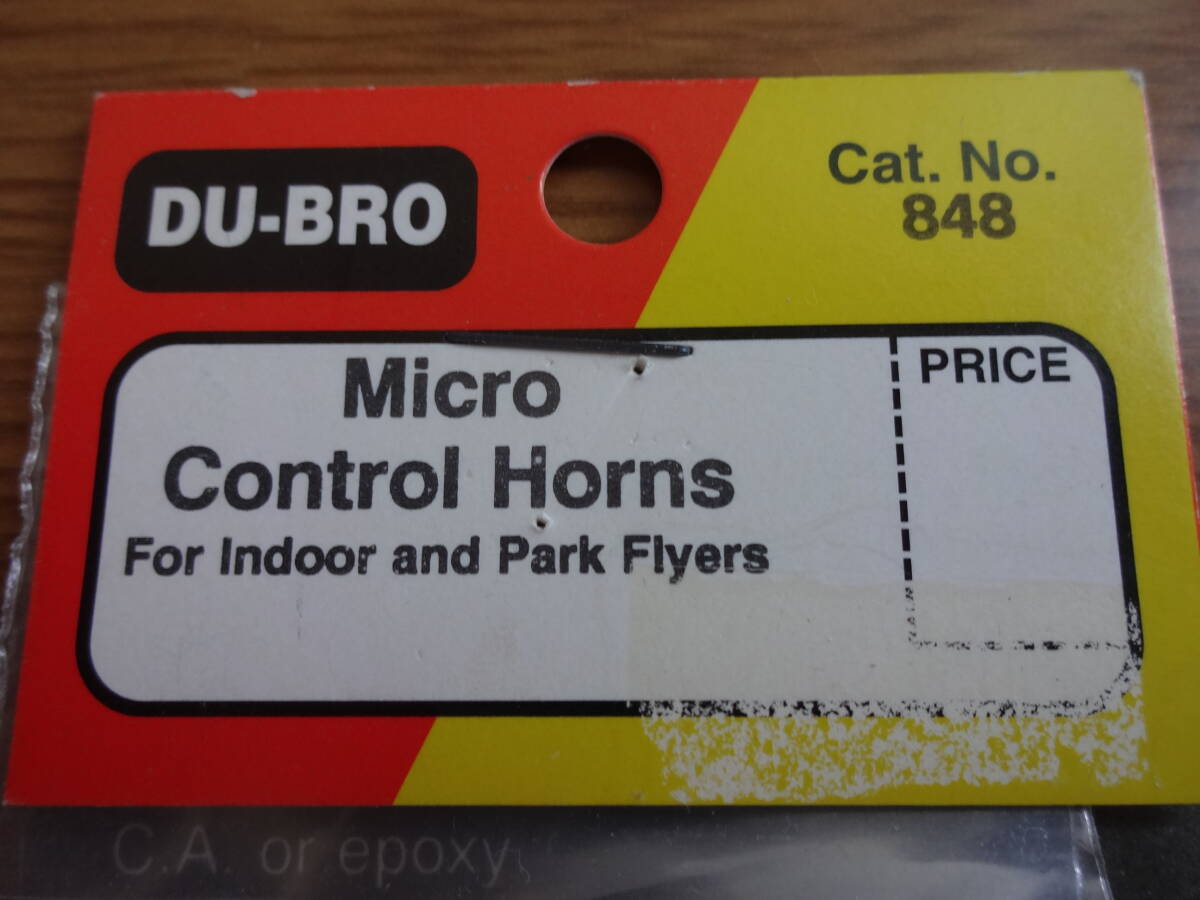 DU-BRO
Cat. No.
848
Micro
Control Horns
For Indoor and Park Flyers
PRICE
C.A. or epoxy.